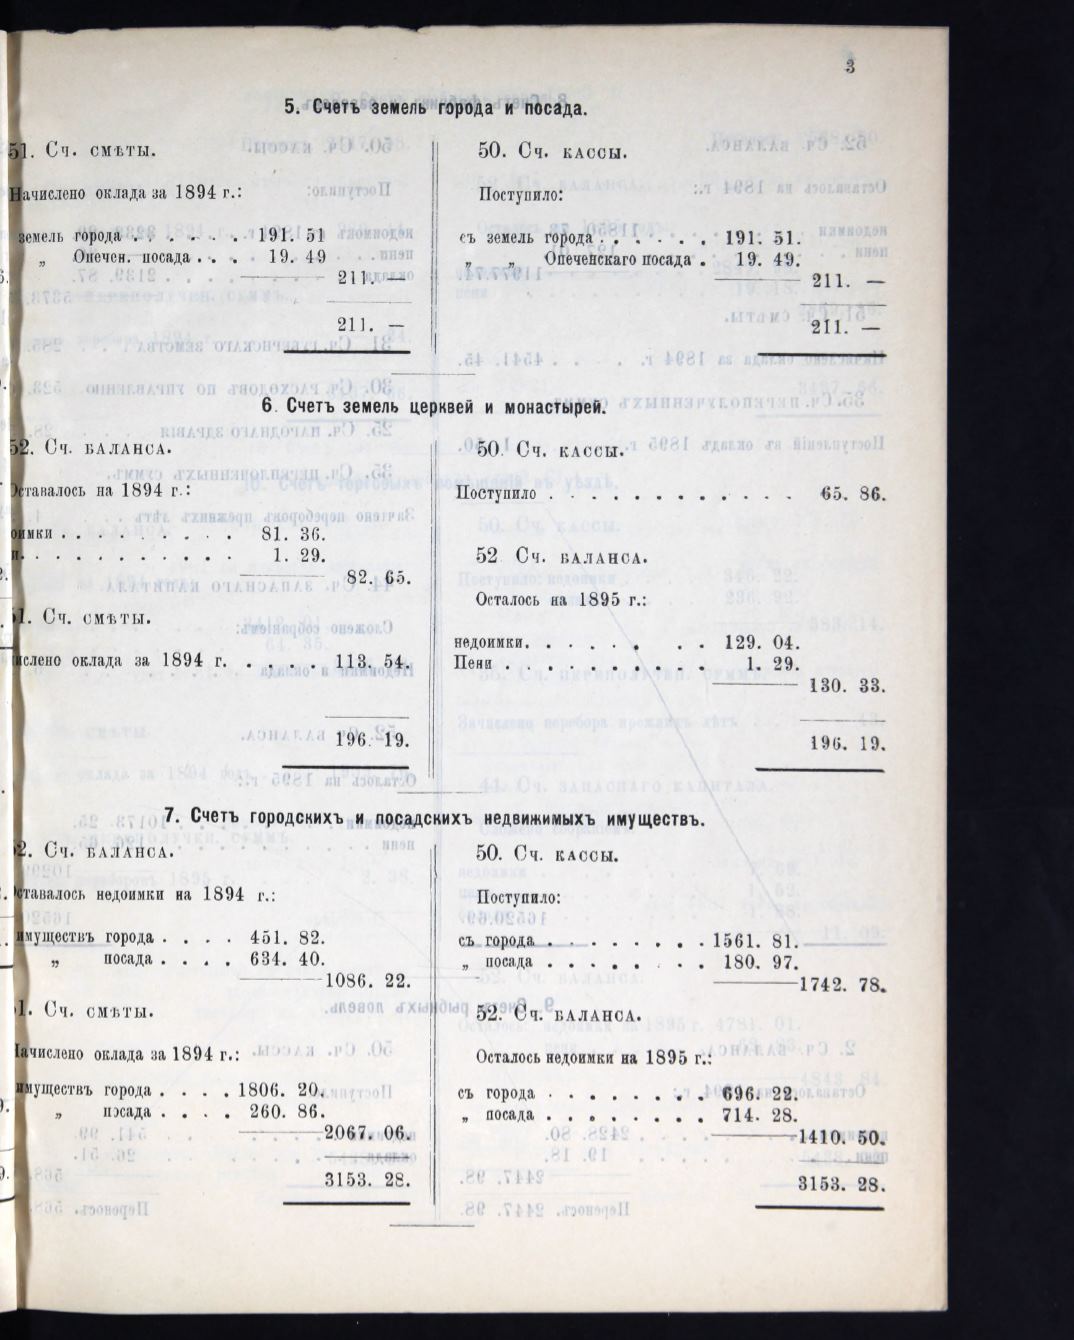 3
5. Счетъ земель города и посада.
51. Сч. смѣты.
Начислено оклада за 1894 г.:
земель города . . . . . . 191. 51
„ Опечен. посада . . . 19. 49
211. —
211. —
50. Сч. кассы.
Поступило:
съ земель города . . . . . . 191. 51.
„ „ Опеченскаго посада . 19. 49.
211. —
211. —
6. Счетъ земель церквей и монастырей.
52. Сч. баланса.
Оставалось на 1894 г.:
оимки . . . . . . . . . 81. 36.
и. . . . . . . . . . . 1. 29.
82. 65.
51. Сч. смѣты.
ислено оклада за 1894 г. . . . . 113. 54.
196. 19.
50. Сч. кассы.
Поступило . . . . . . . . . . . . 65. 86.
52 Сч. баланса.
Осталось на 1895 г.:
недоимки. . . . . . . . . 129. 04.
Пени . . . . . . . . . . 1. 29.
130. 33.
196. 19.
7. Счетъ городскихъ и посадскихъ недвижимыхъ имуществъ.
2. Сч. баланса.
ставалось недоимки на 1894 г.:
имуществъ города . . . . 451. 82.
„ посада . . . . 634. 40.
1086. 22.
1. Сч. смѣты.
Начислено оклада за 1894 г.:
имуществъ города . . . . 1806. 20.
„ посада . . . . 260. 86.
2067. 06.
3153. 28.
50. Сч. кассы.
Поступило:
съ города . . . . . . . . 1561. 81.
„ посада . . . . . . . . 180. 97.
1742. 78.
52. Сч. баланса.
Осталось недоимки на 1895 г.:
съ города . . . . . . . . 696. 22.
„ посада . . . . . . . . 714. 28.
1410. 50.
3153. 28.